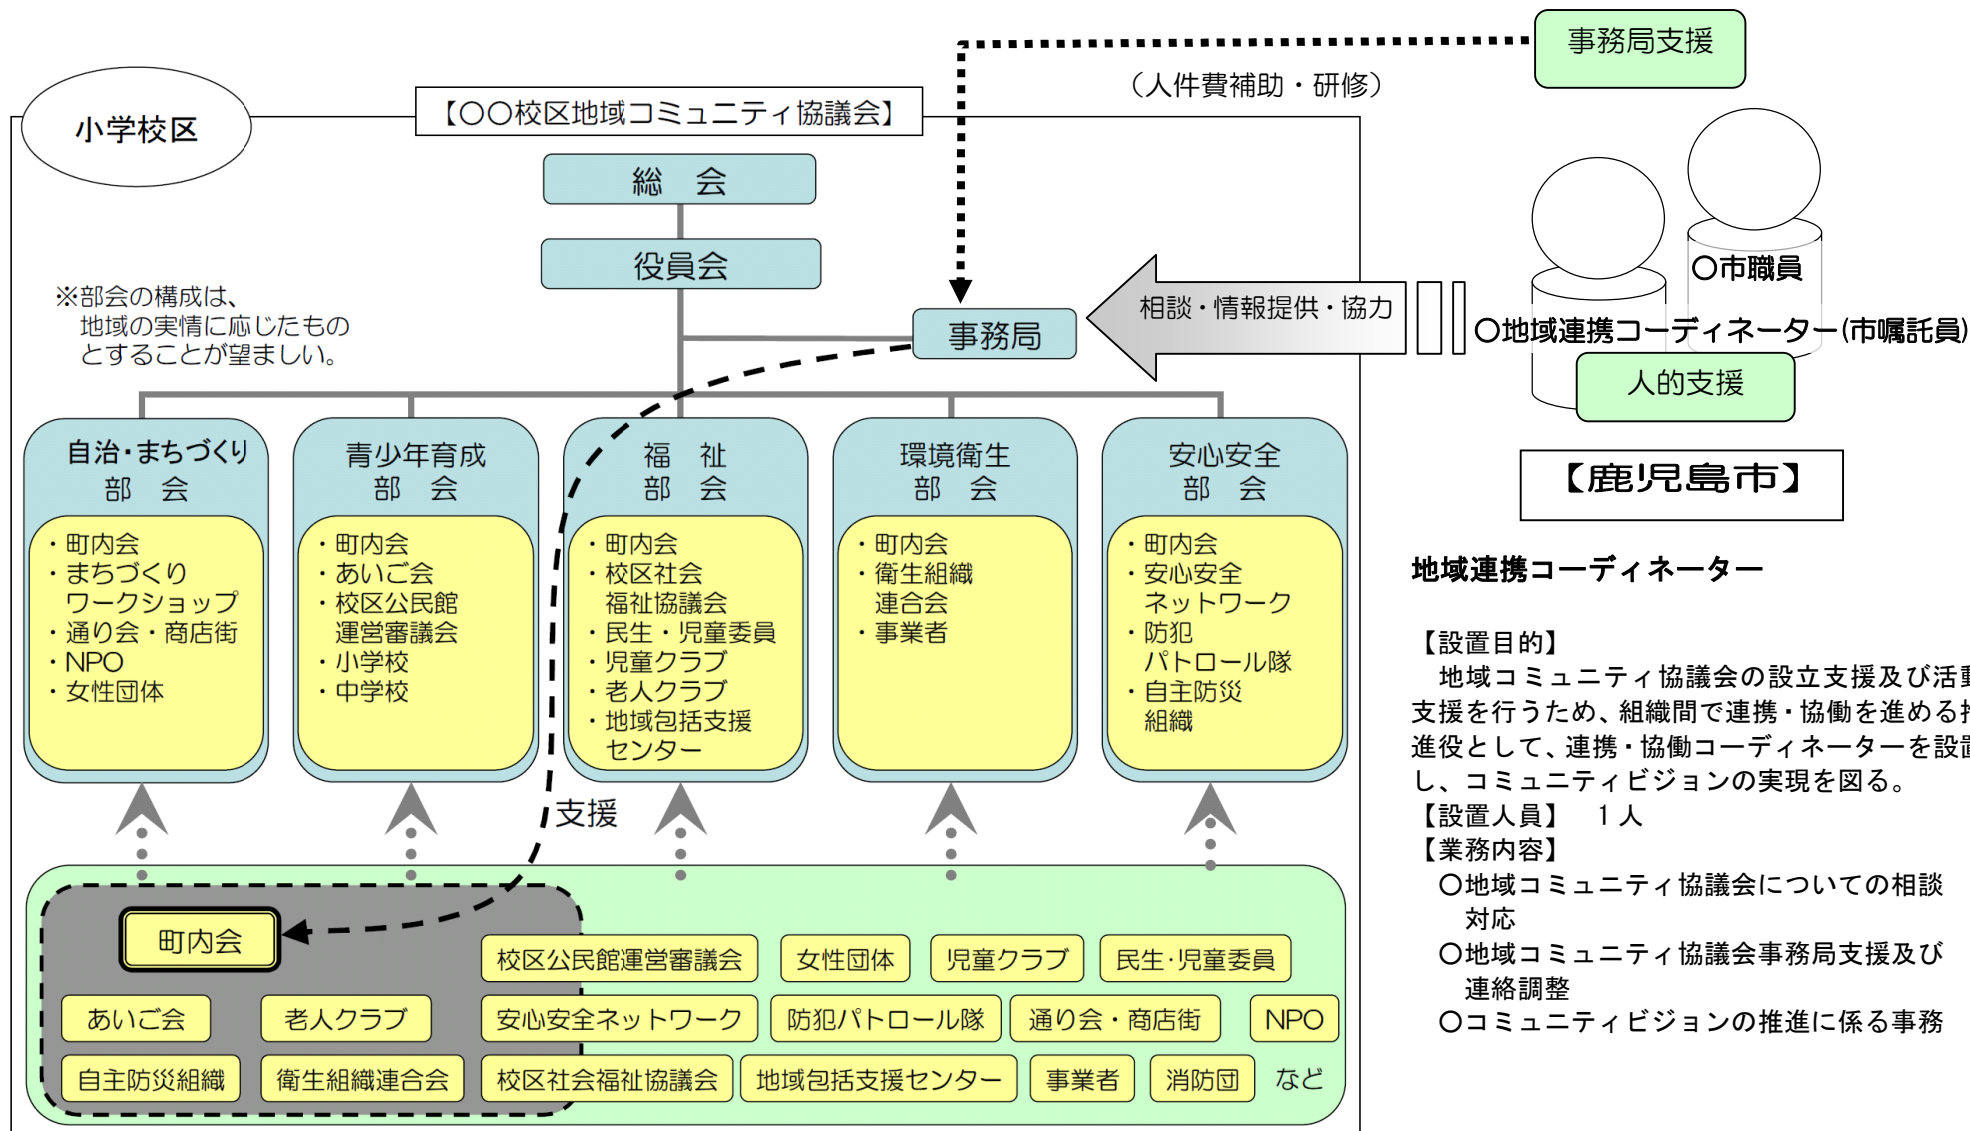 事務局支援
(人件費補助・研修)
小学校区
【〇〇校区地域コミュニティ協議会】
総　会
役員会
※部会の構成は、
地域の実情に応じたもの
とすることが望ましい。
事務局
相談・情報提供・協力
〇市職員
〇地域連携コーディネーター(市嘱託員)
人的支援
【鹿児島市】
自治・まちづくり
部　会
・町内会
・まちづくり
ワークショップ
・通り会・商店街
・NPO
・女性団体
青少年育成
部　会
・町内会
・あいご会
・校区公民館
運営審議会
・小学校
・中学校
福　祉
部　会
・町内会
・校区社会
福祉協議会
・民生・児童委員
・児童クラブ
・老人クラブ
・地域包括支援
センター
環境衛生
部　会
・町内会
・衛生組織
連合会
・事業者
安心安全
部　会
・町内会
・安心安全
ネットワーク
・防犯
パトロール隊
・自主防災
組織
支援
町内会
校区公民館運営審議会
女性団体
児童クラブ
民生・児童委員
あいご会
老人クラブ
安心安全ネットワーク
防犯パトロール隊
通り会・商店街
NPO
自主防災組織
衛生組織連合会
校区社会福祉協議会
地域包括支援センター
事業者
消防団
など
地域連携コーディネーター
【設置目的】
地域コミュニティ協議会の設立支援及び活動
支援を行うため、組織間で連携・協働を進める推
進役として、連携・協働コーディネーターを設置
し、コミュニティビジョンの実現を図る。
【設置人員】　1人
【業務内容】
〇地域コミュニティ協議会についての相談
対応
〇地域コミュニティ協議会事務局支援及び
連絡調整
〇コミュニティビジョンの推進に係る事務